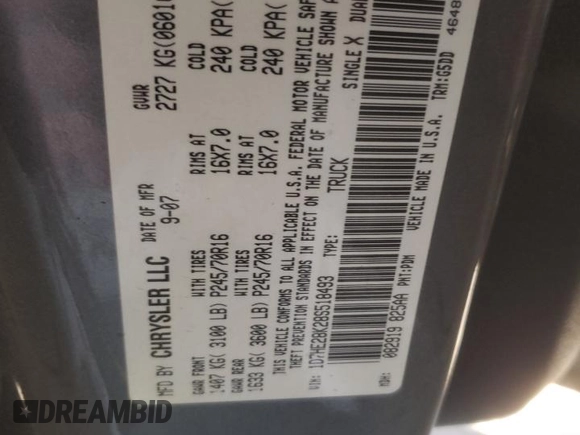 MFD BY CHRYSLER LLC DATE OF MFR 9-07 GVWR 2727 KG(
GAWR FRONT WITH TIRES RIMS AT COLD
1407 KG( 3100 LB) P245/70R16 16X7.0 240 KPA(
GAWR REAR WITH TIRES RIMS AT COLD
1633 KG( 3600 LB) P245/70R16 16X7.0 240 KPA(
THIS VEHICLE CONFORMS TO ALL APPLICABLE U.S.A. FEDERAL MOTOR VEHICLE
THEFT PREVENTION STANDARDS IN EFFECT ON THE DATE OF MANUFACTURE SHOWN
VIN: 1D7HE28K28S518493 TYPE: TRUCK SINGLE X
MDH: 082919 825AA PNT:PDM VEHICLE MADE IN U.S.A. TRM:G5DD
DREAMBID